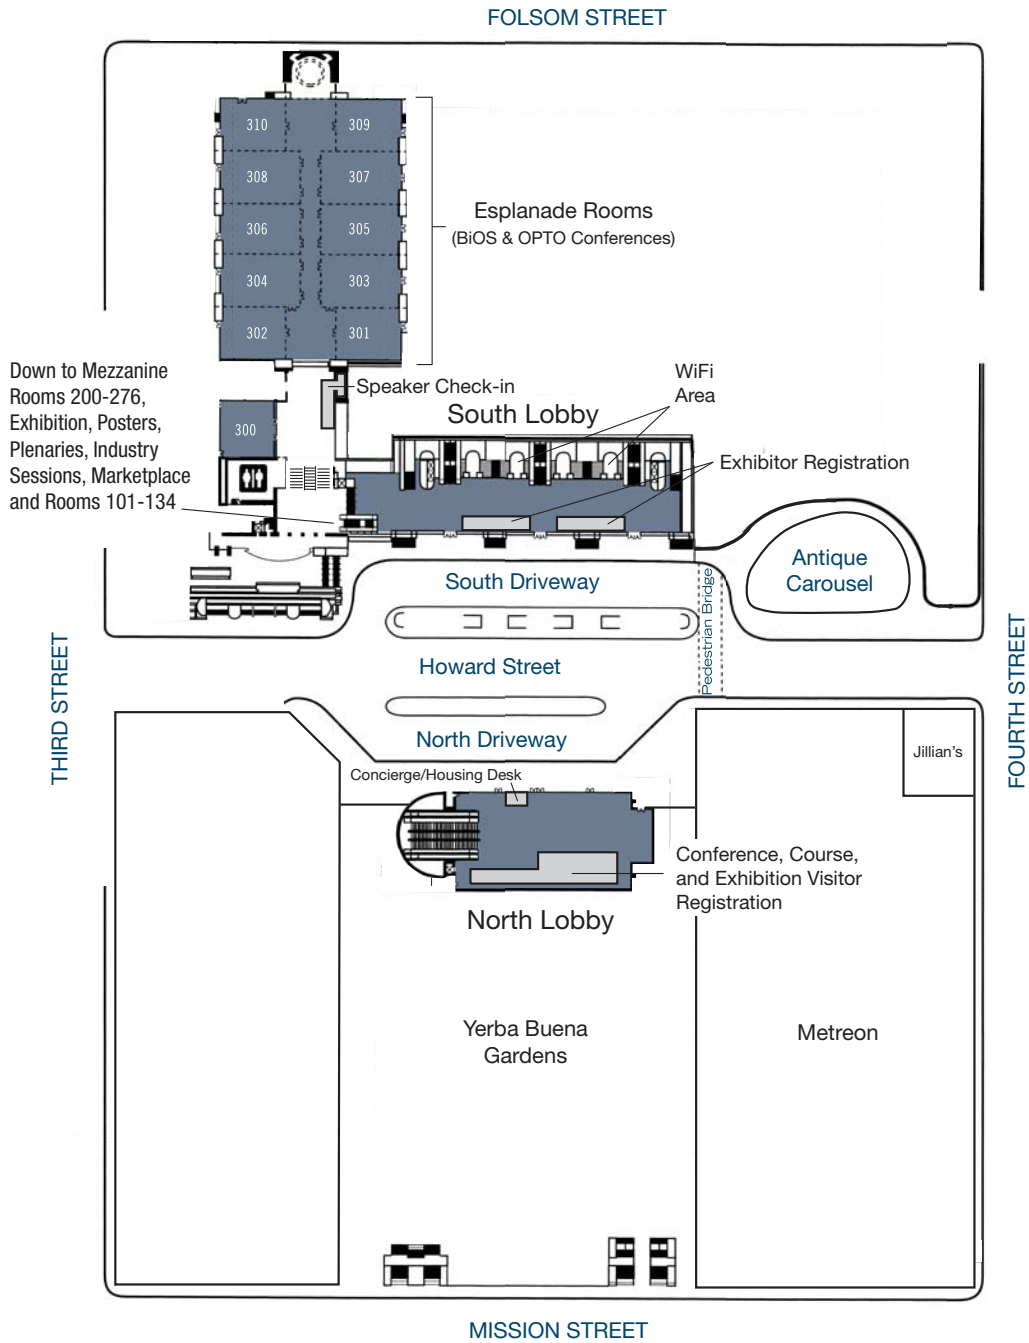 FOLSOM STREET
310
309
308
307
306
305
304
303
302
301
Esplanade Rooms
(BiOS & OPTO Conferences)
Down to Mezzanine
Rooms 200-276,
Exhibition, Posters,
Plenaries, Industry
Sessions, Marketplace
and Rooms 101-134
300
Speaker Check-in
South Lobby
WiFi
Area
Exhibitor Registration
Antique
Carousel
South Driveway
Pedestrian Bridge
Howard Street
North Driveway
THIRD STREET
FOURTH STREET
Jillian's
Concierge/Housing Desk
Conference, Course,
and Exhibition Visitor
Registration
North Lobby
Yerba Buena
Gardens
Metreon
MISSION STREET